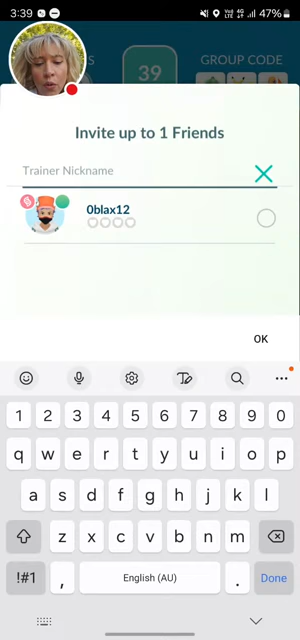 3:39
47%
39
GROUP CODE
Invite up to 1 Friends
Trainer Nickname
0blax12
OK
1 2 3 4 5 6 7 8 9 0
q w e r t y u i o p
a s d f g h j k l
z x c v b n m
!#1 , English (AU) . Done